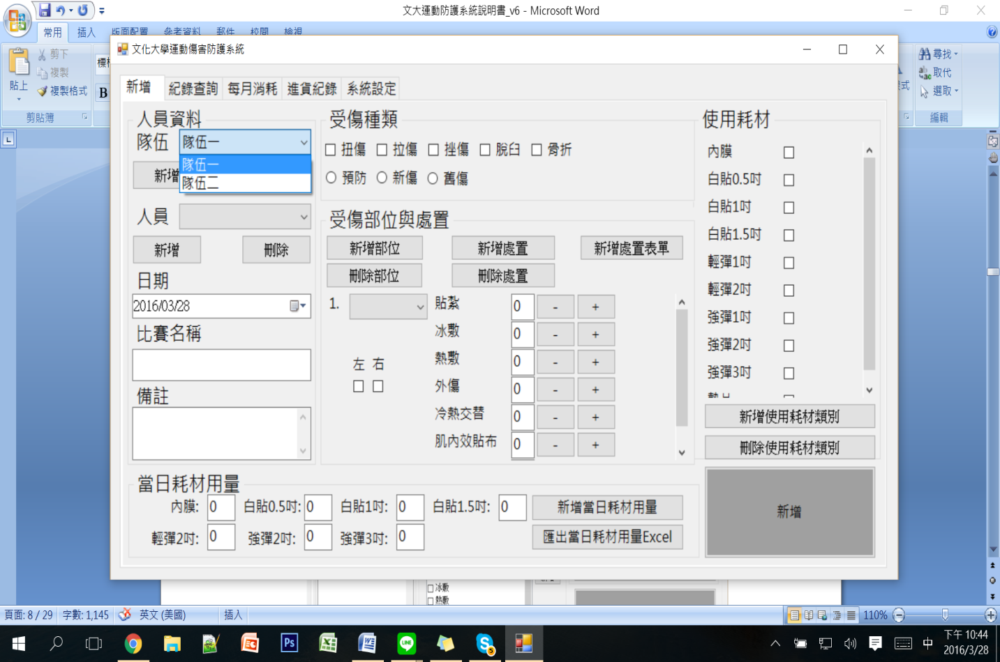 文大運動防護系統說明書_v6 - Microsoft Word
常用 插入 版面配置 參考資料 郵件 校閱 檢視
文化大學運動傷害防護系統
貼上
剪下
複製
複製格式
剪貼簿
B
尋找
取代
選取
編輯
新增 紀錄查詢 每月消耗 進貨紀錄 系統設定
人員資料
隊伍 隊伍一
隊伍一
隊伍二
新增
人員
新增 刪除
日期
2016/03/28
比賽名稱
備註
受傷種類
扭傷 拉傷 挫傷 脫臼 骨折
預防 新傷 舊傷
受傷部位與處置
新增部位 新增處置 新增處置表單
刪除部位 刪除處置
1.
左 右
貼紮 0 - +
冰敷 0 - +
熱敷 0 - +
外傷 0 - +
冷熱交替 0 - +
肌內效貼布 0 - +
使用耗材
內膜
白貼0.5吋
白貼1吋
白貼1.5吋
輕彈1吋
輕彈2吋
強彈1吋
強彈2吋
強彈3吋
新增使用耗材類別
刪除使用耗材類別
新增
當日耗材用量
內膜: 0 白貼0.5吋: 0 白貼1吋: 0 白貼1.5吋: 0 新增當日耗材用量
輕彈2吋: 0 強彈2吋: 0 強彈3吋: 0 匯出當日耗材用量Excel
冰敷
熱敷
頁面: 8 / 29 字數: 1,145 英文 (美國) 插入 110%
下午 10:44
中
2016/3/28